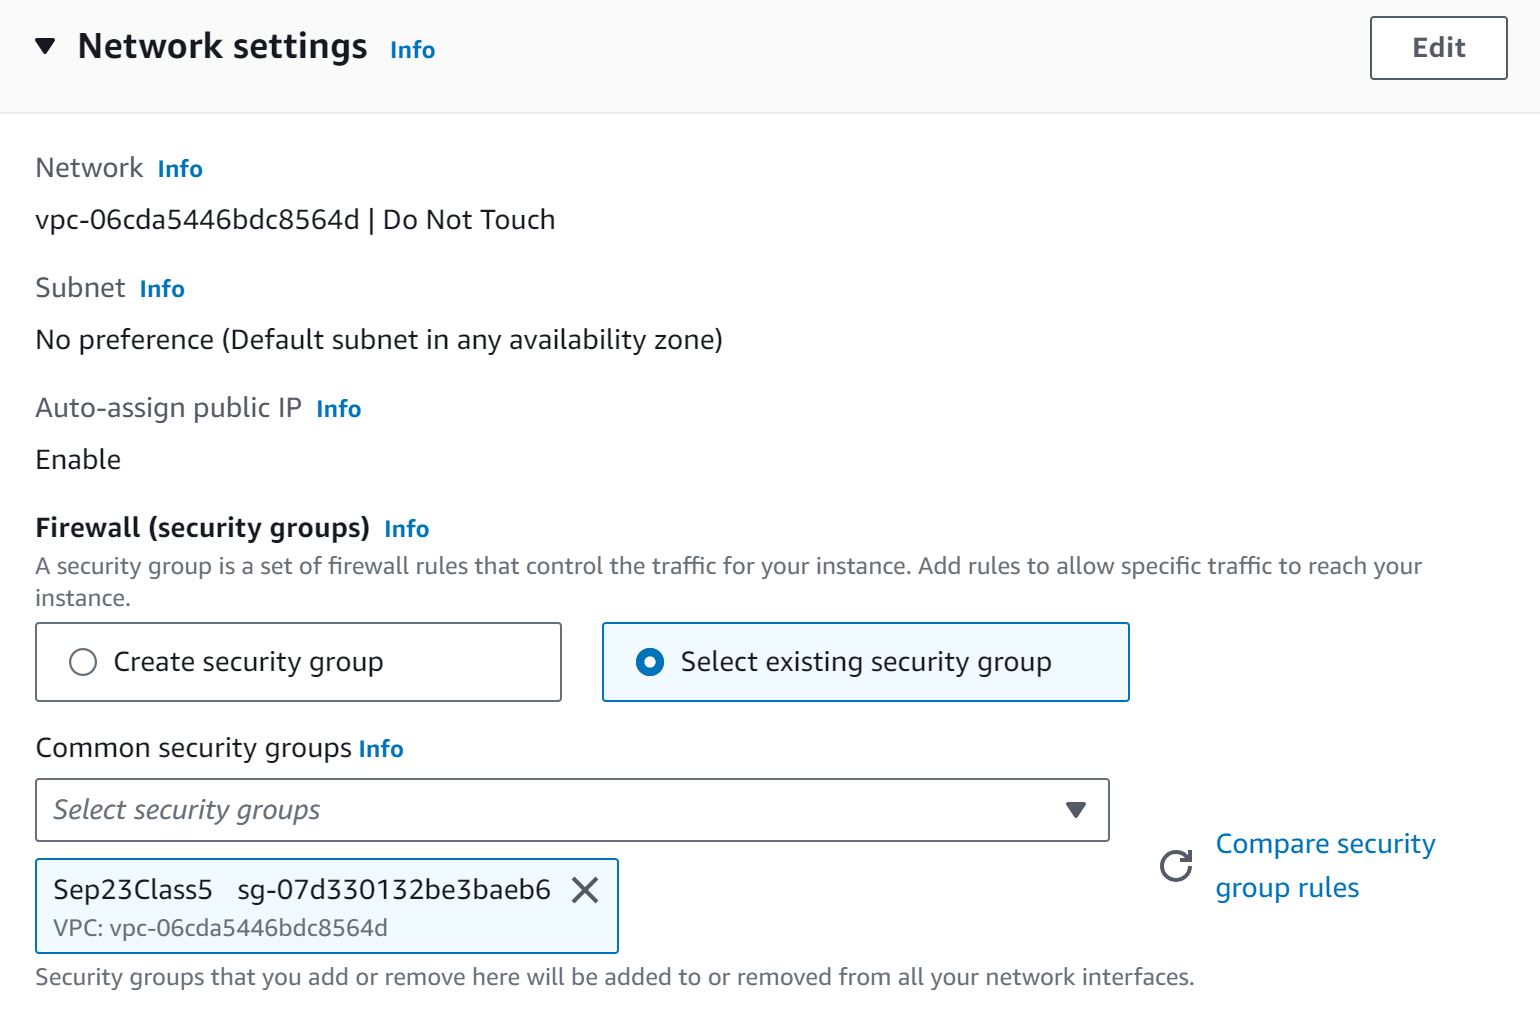 Network settings Info
Edit
Network Info
vpc-06cda5446bdc8564d | Do Not Touch
Subnet Info
No preference (Default subnet in any availability zone)
Auto-assign public IP Info
Enable
Firewall (security groups) Info
A security group is a set of firewall rules that control the traffic for your instance. Add rules to allow specific traffic to reach your
instance.
Create security group
Select existing security group
Common security groups Info
Select security groups
Sep23Class5 sg-07d330132be3baeb6
VPC: vpc-06cda5446bdc8564d
Compare security
group rules
Security groups that you add or remove here will be added to or removed from all your network interfaces.